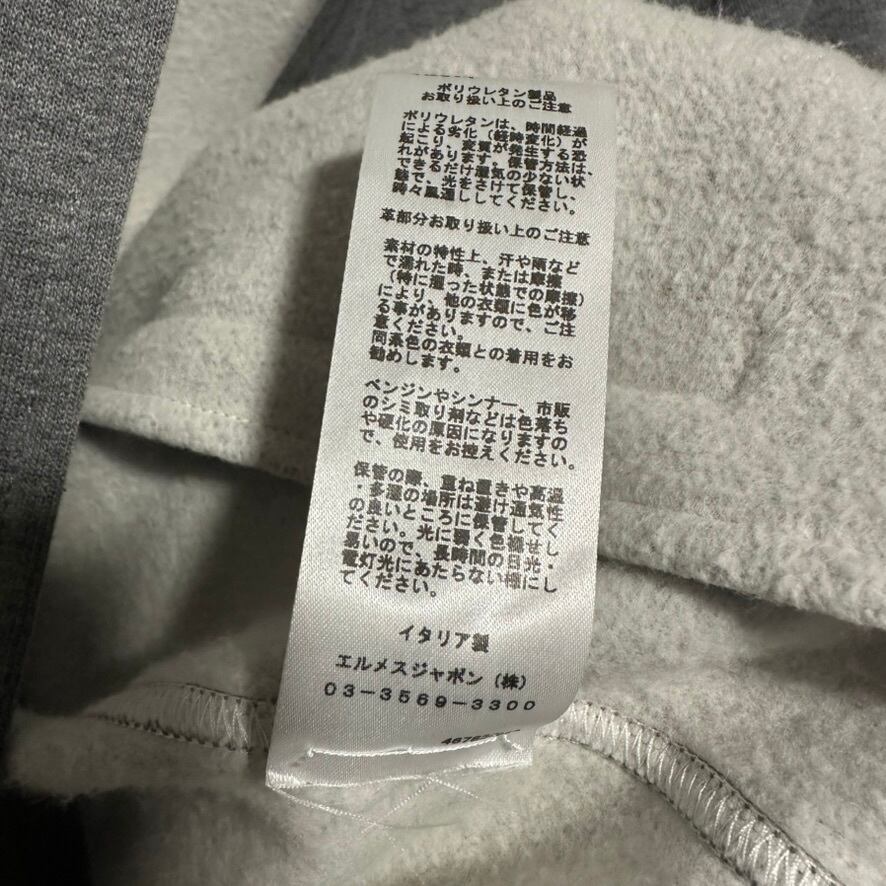 ポリウレタン製品
お取り扱い上のご注意
ポリウレタンは、時間経過
による劣化（経時変化）が
起こり、変質が発生する恐
れがあります。保管方法は、
できるだけ湿気の少ない状
態で、光をさけて保管し、
時々風通ししてください。
革部分お取り扱い上のご注意
素材の特性上、汗や雨など
で濡れた時、または摩擦
（特に湿った状態での摩擦）
により、他の衣類に色が移
る事がありますので、ご注
意ください。
同系色の衣類との着用をお
勧めします。
ベンジンやシンナー、市販
のシミ取り剤などは色落ち
や硬化の原因になりますの
で、使用をお控えください。
保管の際、重ね置きや高温
・多湿の場所は避け通気性
の良いところに保管してく
ださい。光に弱く色褪せし
易いので、長時間の日光・
電灯光にあたらない様にし
てください。
イタリア製
エルメスジャポン（株）
03-3569-3300